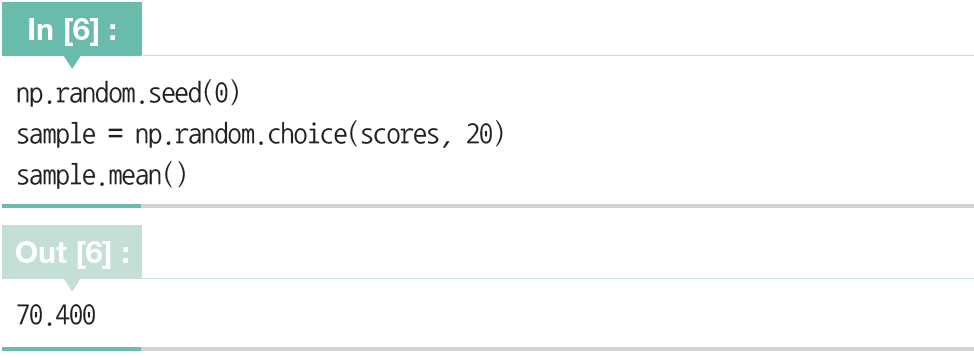 In [6] :
np.random.seed(0)
sample = np.random.choice(scores, 20)
sample.mean()
Out [6] :
70.400